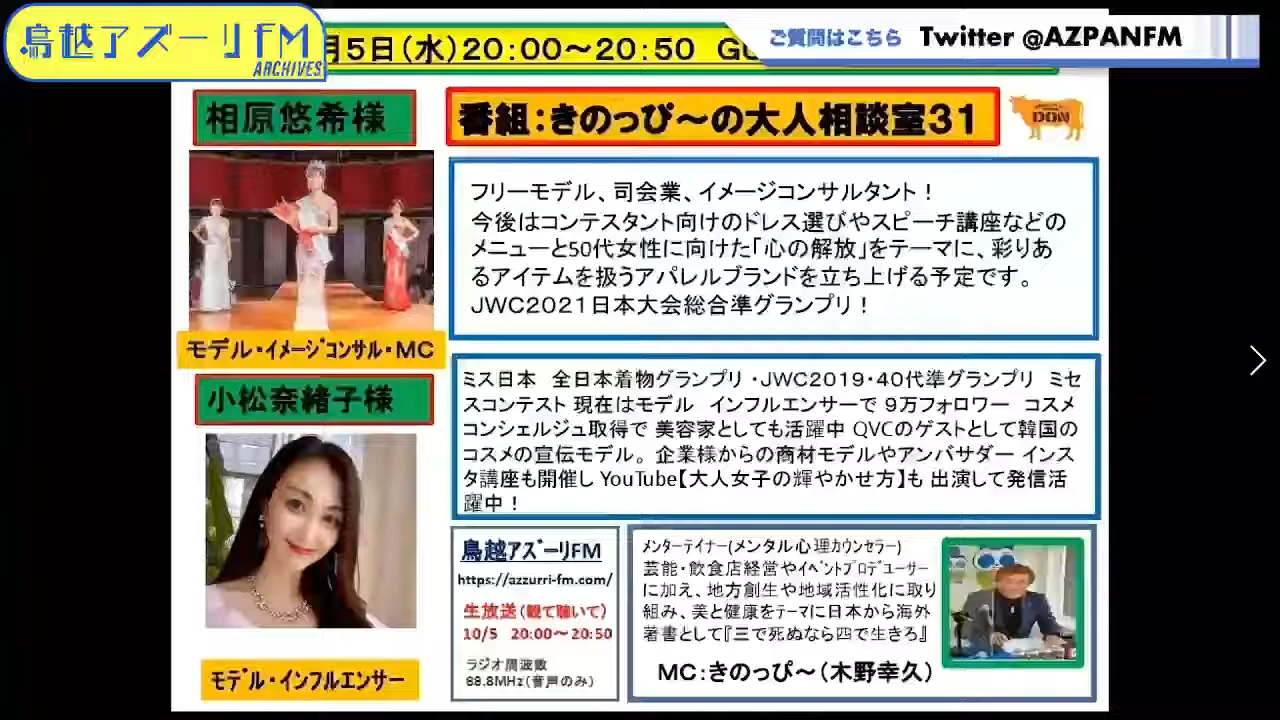 鳥越アズーリFM
ARCHIVES
月5日（水）20：00～20：50
ご質問はこちら Twitter @AZPANFM
相原悠希様
番組：きのっぴ～の大人相談室31
DON
フリーモデル、司会業、イメージコンサルタント！
今後はコンテスタント向けのドレス選びやスピーチ講座などの
メニューと50代女性に向けた「心の解放」をテーマに、彩りあ
るアイテムを扱うアパレルブランドを立ち上げる予定です。
JWC2021日本大会総合準グランプリ！
モデル・イメージコンサル・MC
小松奈緒子様
ミス日本　全日本着物グランプリ ・JWC2019・40代準グランプリ　ミセ
スコンテスト 現在はモデル　インフルエンサーで 9万フォロワー　コスメ
コンシェルジュ取得で 美容家としても活躍中 QVCのゲストとして韓国の
コスメの宣伝モデル。 企業様からの商材モデルやアンバサダー インス
タ講座も開催し YouTube【大人女子の輝やかせ方】も 出演して発信活
躍中！
モデル・インフルエンサー
鳥越アズーリFM
https://azzurri-fm.com/
生放送（観て聴いて）
10/5　20:00～20:50
ラジオ周波数
88.8MHz（音声のみ）
メンターテイナー(メンタル心理カウンセラー)
芸能・飲食店経営やイベントプロデューサー
に加え、地方創生や地域活性化に取り
組み、美と健康をテーマに日本から海外
著書として『三で死ぬなら四で生きろ』
MC：きのっぴ～（木野幸久）